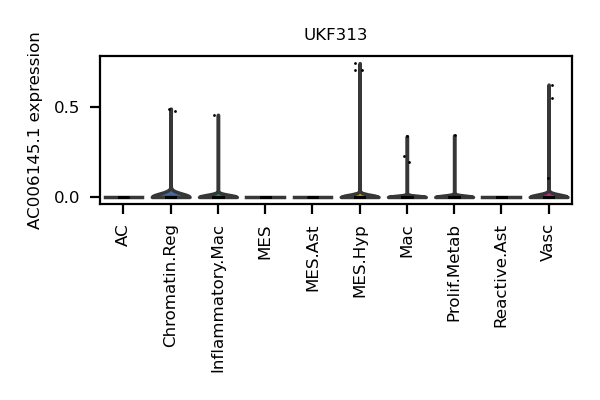 UKF313
AC006145.1 expression
0.5
0.0
AC
Chromatin.Reg
Inflammatory.Mac
MES
MES.Ast
MES.Hyp
Mac
Prolif.Metab
Reactive.Ast
Vasc